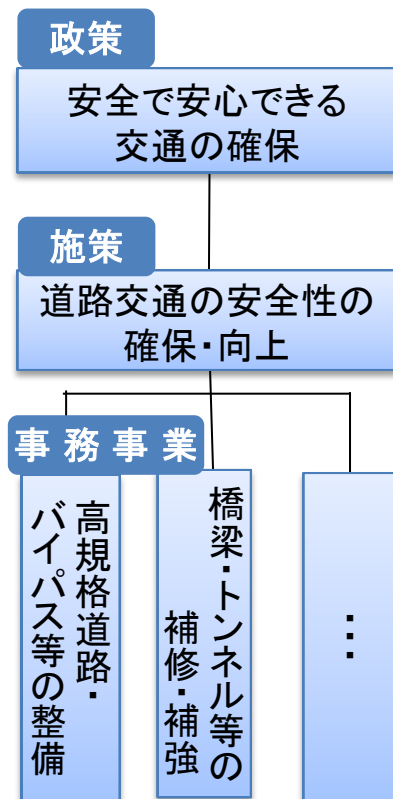 政策
安全で安心できる
交通の確保
施策
道路交通の安全性の
確保・向上
事務事業
高規格道路・
バイパス等の整備
橋梁・トンネル等の
補修・補強
…